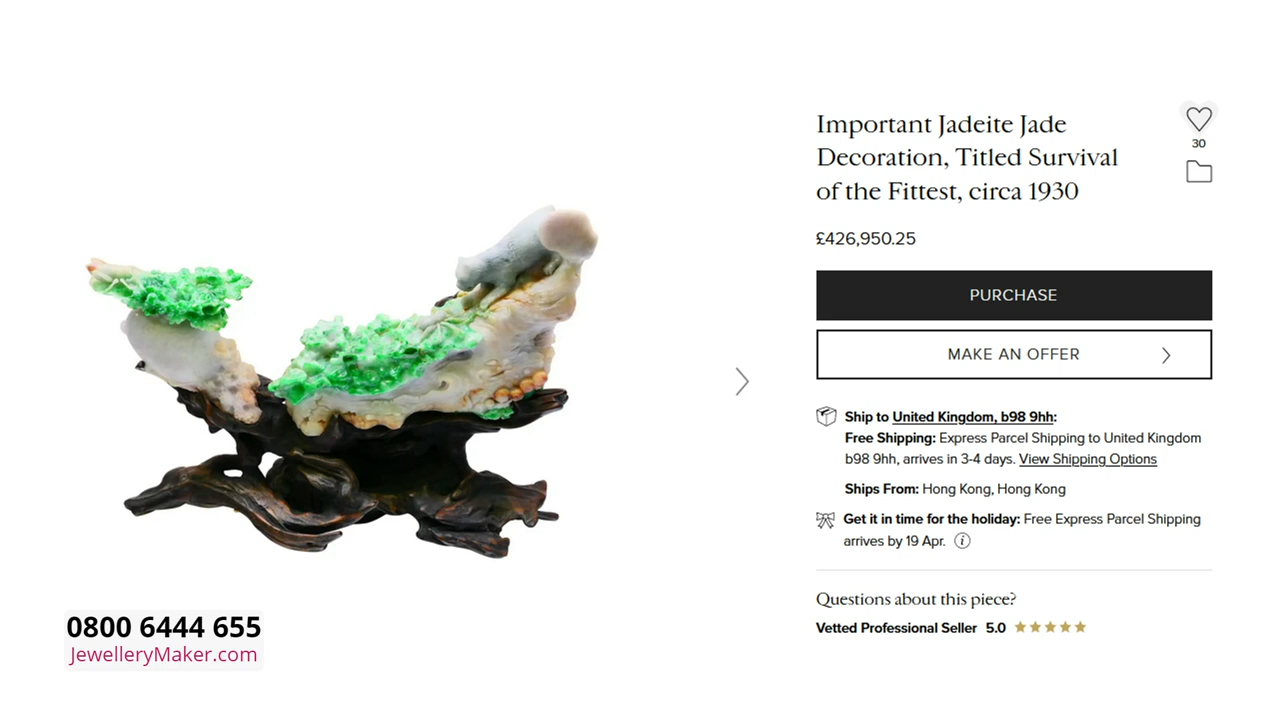 Important Jadeite Jade
Decoration, Titled Survival
of the Fittest, circa 1930
30
£426,950.25
PURCHASE
MAKE AN OFFER
Ship to United Kingdom, b98 9hh:
Free Shipping: Express Parcel Shipping to United Kingdom
b98 9hh, arrives in 3-4 days. View Shipping Options
Ships From: Hong Kong, Hong Kong
Get it in time for the holiday: Free Express Parcel Shipping
arrives by 19 Apr. i
Questions about this piece?
Vetted Professional Seller 5.0
0800 6444 655
JewelleryMaker.com